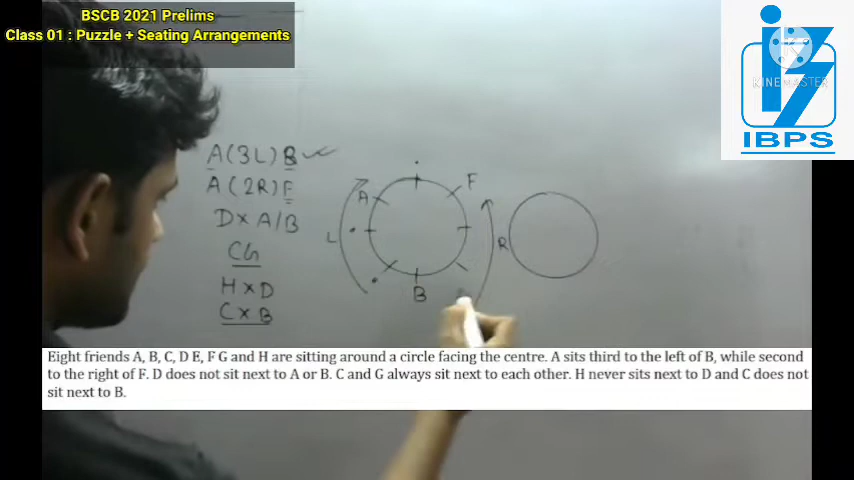 BSCB 2021 Prelims
Class 01 : Puzzle + Seating Arrangements
KINEMASTER
IBPS
A(3L)B
A(2R)F
D× A/B
CG
H×D
C×B
A
F
L
R
B
Eight friends A, B, C, D E, F G and H are sitting around a circle facing the centre. A sits third to the left of B, while second
to the right of F. D does not sit next to A or B. C and G always sit next to each other. H never sits next to D and C does not
sit next to B.